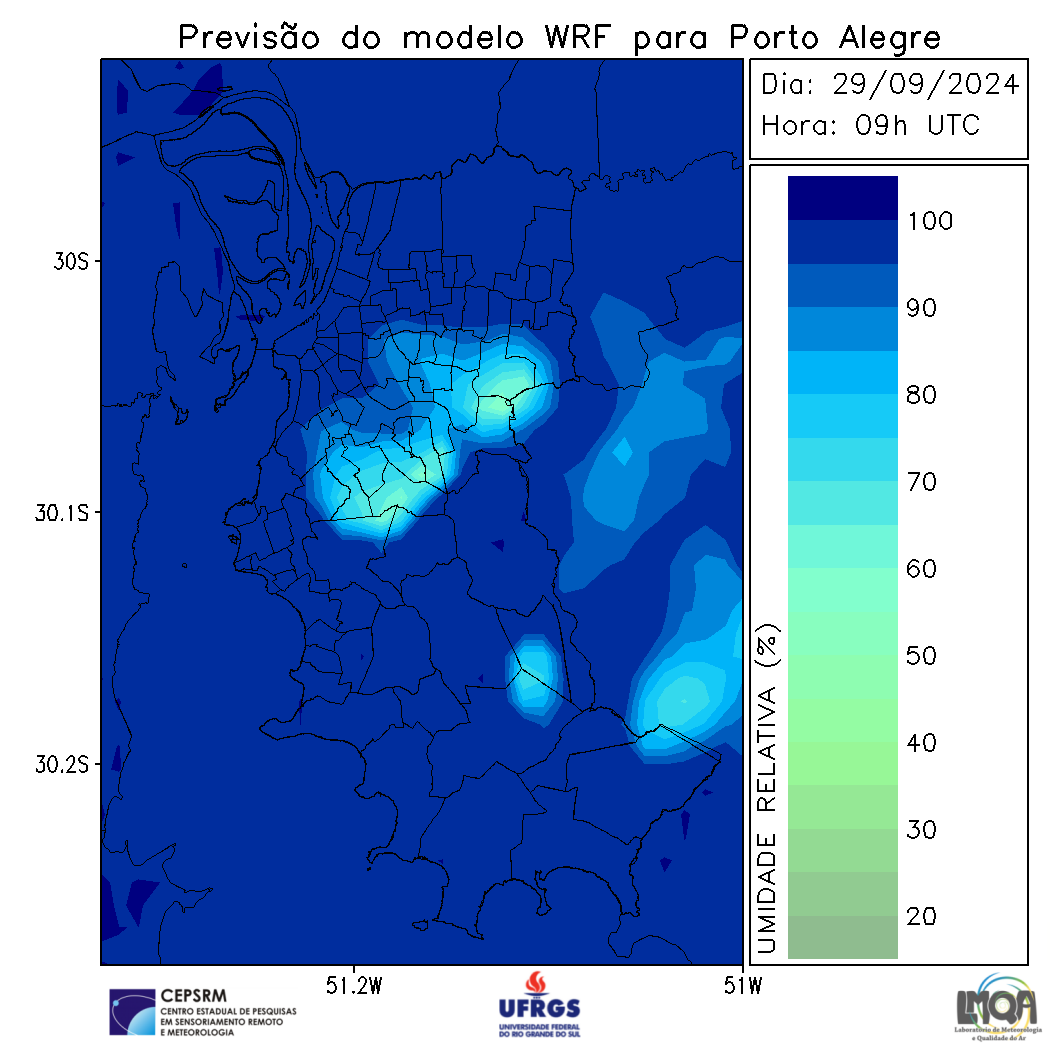 Previsão do modelo WRF para Porto Alegre
Dia: 29/09/2024
Hora: 09h UTC
100
90
80
70
60
50
40
30
20
UMIDADE RELATIVA (%)
30S
30.1S
30.2S
51.2W
51W
CEPSRM
CENTRO ESTADUAL DE PESQUISAS
EM SENSORIAMENTO REMOTO
E METEOROLOGIA
UFRGS
UNIVERSIDADE FEDERAL
DO RIO GRANDE DO SUL
LMQA
Laboratório de Meteorologia
e Qualidade do Ar